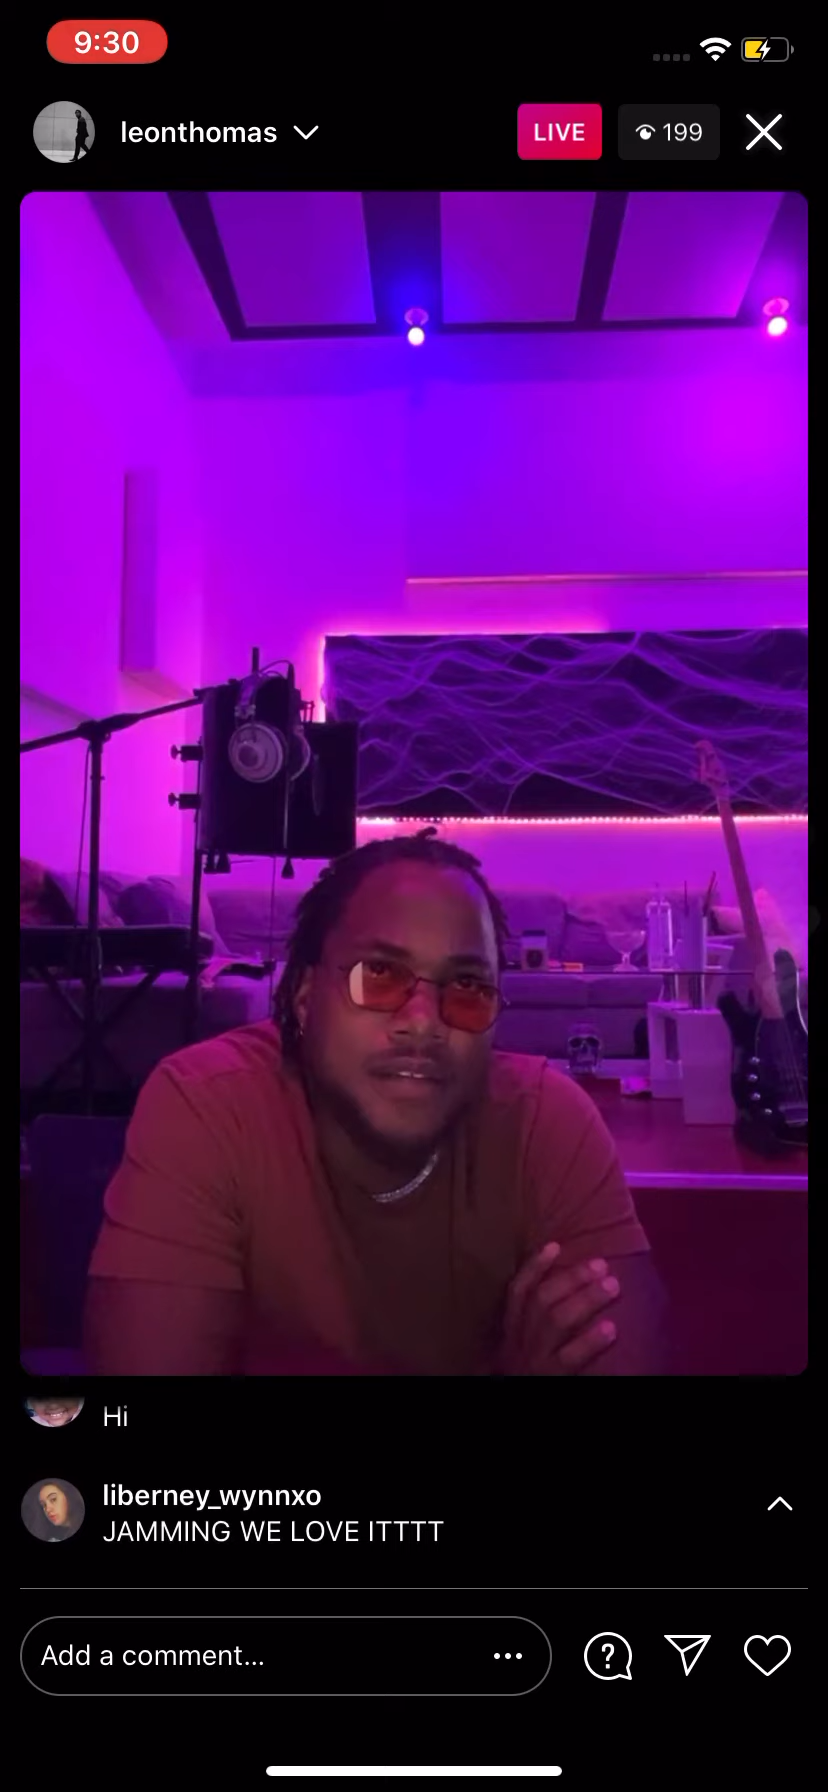 9:30
leonthomas
LIVE
199
Hi
liberney_wynnxo
JAMMING WE LOVE ITTTT
Add a comment...